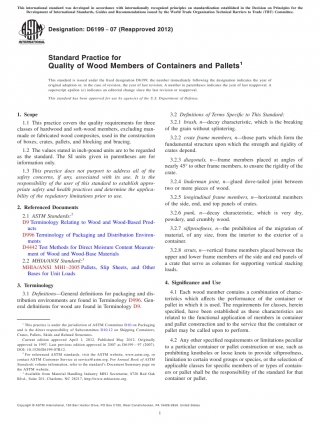 This international standard was developed in accordance with internationally recognized principles on standardization established in the Decision on Principles for the
Development of International Standards, Guides and Recommendations issued by the World Trade Organization Technical Barriers to Trade (TBT) Committee.
Designation: D6199 − 07 (Reapproved 2012)
INTERNATIONAL
Standard Practice for
Quality of Wood Members of Containers and Pallets1
This standard is issued under the fixed designation D6199; the number immediately following the designation indicates the year of
original adoption or, in the case of revision, the year of last revision. A number in parentheses indicates the year of last reapproval. A
superscript epsilon (ε) indicates an editorial change since the last revision or reapproval.
This standard has been approved for use by agencies of the U.S. Department of Defense.
1. Scope
1.1 This practice covers the quality requirements for three
classes of hardwood and soft-wood members, excluding man-
made or fabricated wood composites, used in the construction
of boxes, crates, pallets, and blocking and bracing.
1.2 The values stated in inch-pound units are to be regarded
as the standard. The SI units given in parentheses are for
information only.
1.3 This practice does not purport to address all of the
safety concerns, if any, associated with its use. It is the
responsibility of the user of this standard to establish appro-
priate safety and health practices and determine the applica-
bility of the regulatory limitations prior to use.
2. Referenced Documents
2.1 ASTM Standards:2
D9 Terminology Relating to Wood and Wood-Based Prod-
ucts
D996 Terminology of Packaging and Distribution Environ-
ments
D4442 Test Methods for Direct Moisture Content Measure-
ment of Wood and Wood-Base Materials
2.2 MHIA/ANSI Standard:3
MHIA/ANSI MH1-2005 Pallets, Slip Sheets, and Other
Bases for Unit Loads
3. Terminology
3.1 Definitions—General definitions for packaging and dis-
tribution environments are found in Terminology D996. Gen-
eral definitions for wood are found in Terminology D9.
1 This practice is under the jurisdiction of ASTM Committee D10 on Packaging
and is the direct responsibility of Subcommittee D10.12 on Shipping Containers,
Crates, Pallets, Skids and Related Structures.
Current edition approved April 1, 2012. Published May 2012. Originally
approved in 1997. Last previous edition approved in 2007 as D6199 – 07 (2007).
DOI: 10.1520/D6199-07R12.
2 For referenced ASTM standards, visit the ASTM website, www.astm.org, or
contact ASTM Customer Service at service@astm.org. For Annual Book of ASTM
Standards volume information, refer to the standard's Document Summary page on
the ASTM website.
3 Available from Material Handling Industry MH1 Secretariat, 8720 Red Oak
Blvd., Suite 201, Charlotte, NC 28217,
3.2 Definitions of Terms Specific to This Standard:
3.2.1 brash, n—decay characteristic, which is the breaking
of the grain without splintering.
3.2.2 crate frame members, n—those parts which form the
fundamental structure upon which the strength and rigidity of
crates depend.
3.2.3 diagonals, n—frame members placed at angles of
nearly 45° to other frame members, to ensure the rigidity of the
crate.
3.2.4 Linderman joint, n—glued dove-tailed joint between
two or more pieces of wood.
3.2.5 longitudinal frame members, n—horizontal members
of the side, end, and top panels of crates.
3.2.6 punk, n—decay characteristic, which is very dry,
powdery, and crumbly wood.
3.2.7 siftproofness, n—the prohibition of the migration of
material, of any size, from the interior to the exterior of a
container.
3.2.8 struts, n—vertical frame members placed between the
upper and lower frame members of the side and end panels of
a crate that serve as columns for supporting vertical stacking
loads.
4. Significance and Use
4.1 Each wood member contains a combination of charac-
teristics which affects the performance of the container or
pallet in which it is used. The requirements for classes, herein
specified, have been established as these characteristics are
related to the functional application of members in container
and pallet construction and to the service that the container or
pallet may be called upon to perform.
4.2 Any other specified requirements or limitations peculiar
to a particular container or pallet construction or use, such as
prohibiting knotholes or loose knots to provide siftproofness,
limitation to certain wood groups or species, or the selection of
applicable classes for specific members of or types of contain-
ers or pallet shall be the responsibility of the standard for that
container or pallet.
Copyright © ASTM International, 100 Barr Harbor Drive, PO Box C700, West Conshohocken, PA 19428-2959. United States
1